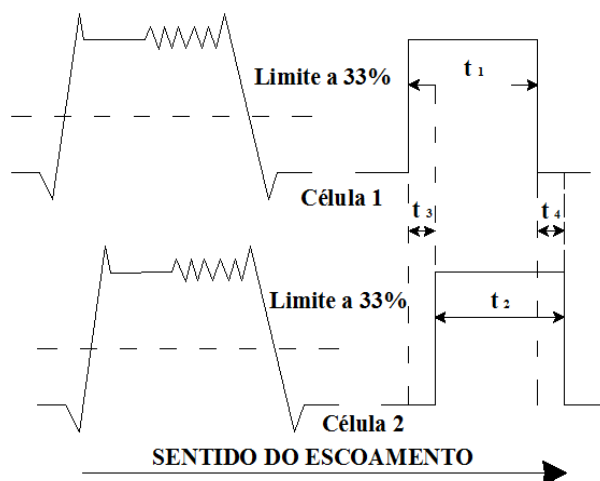 Limite a 33%
t 1
Célula 1
t 3
t 4
Limite a 33%
t 2
Célula 2
SENTIDO DO ESCOAMENTO